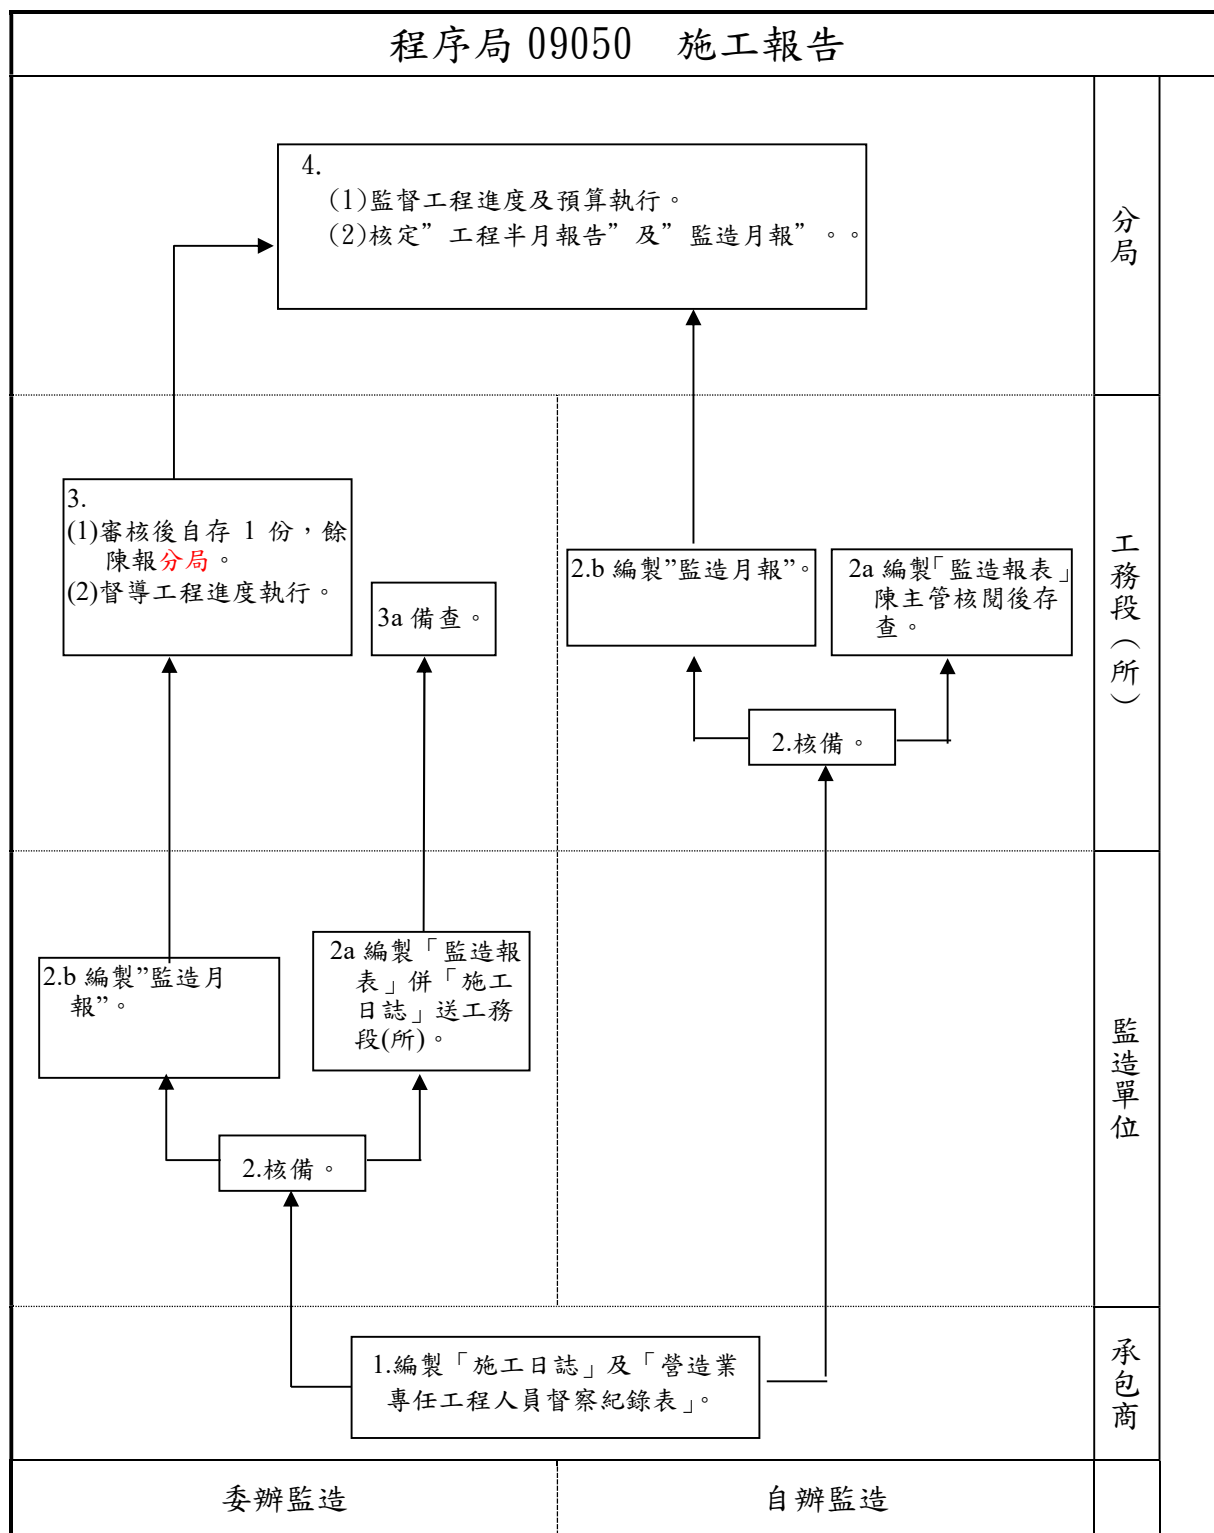 程序局 09050　施工報告
4.
(1)監督工程進度及預算執行。
(2)核定”工程半月報告”及”監造月報”。。
分局
3.
(1)審核後自存 1 份，餘
陳報分局。
(2)督導工程進度執行。
3a 備查。
2.b 編製”監造月報”。
2a 編製「監造報表」
陳主管核閱後存
查。
2.核備。
工務段（所）
2.b 編製”監造月
報”。
2a 編製「監造報
表」併「施工
日誌」送工務
段(所)。
2.核備。
監造單位
1.編製「施工日誌」及「營造業
專任工程人員督察紀錄表」。
承包商
委辦監造
自辦監造